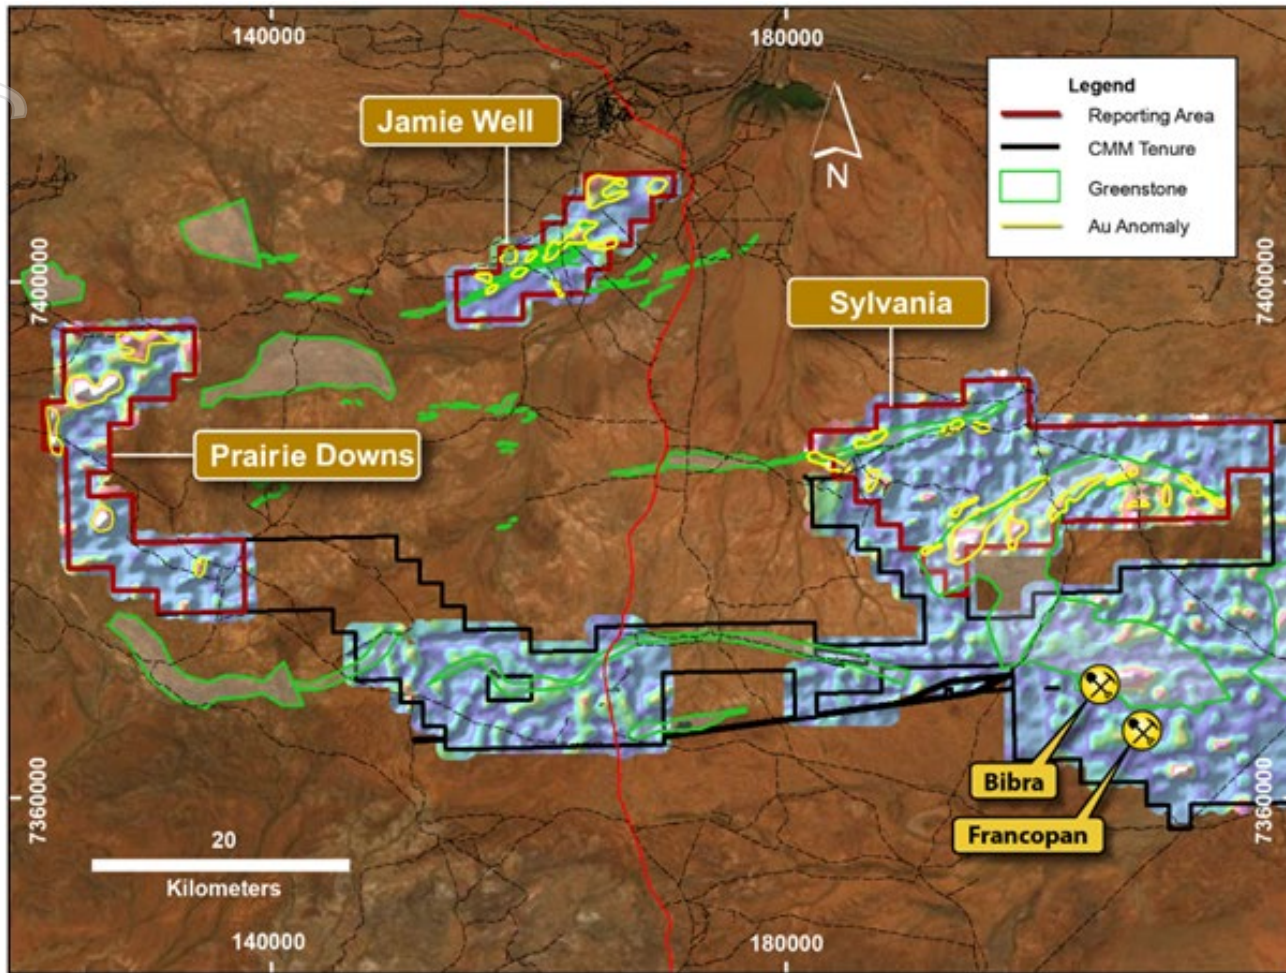 140000
180000
Legend
Reporting Area
CMM Tenure
Greenstone
Au Anomaly
Jamie Well
N
7400000
7400000
Sylvania
Prairie Downs
Bibra
Francopan
7360000
7360000
20
Kilometers
140000
180000